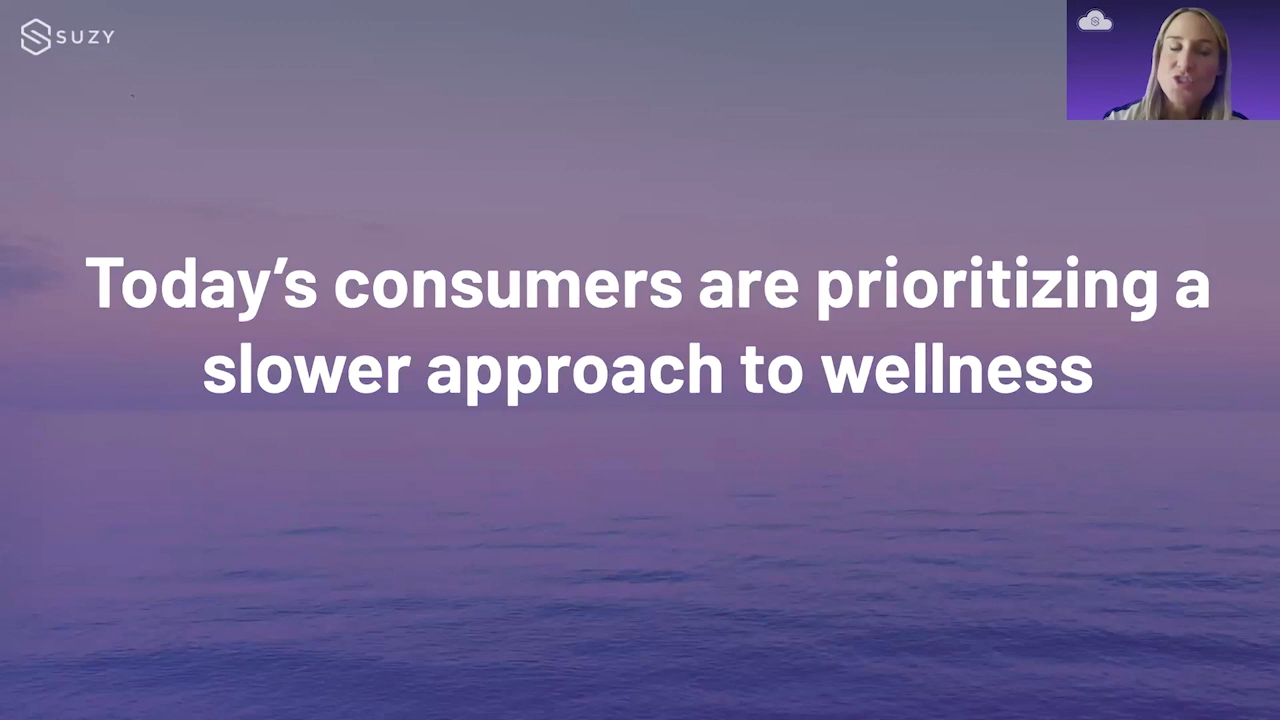 SUZY
Today’s consumers are prioritizing a
slower approach to wellness